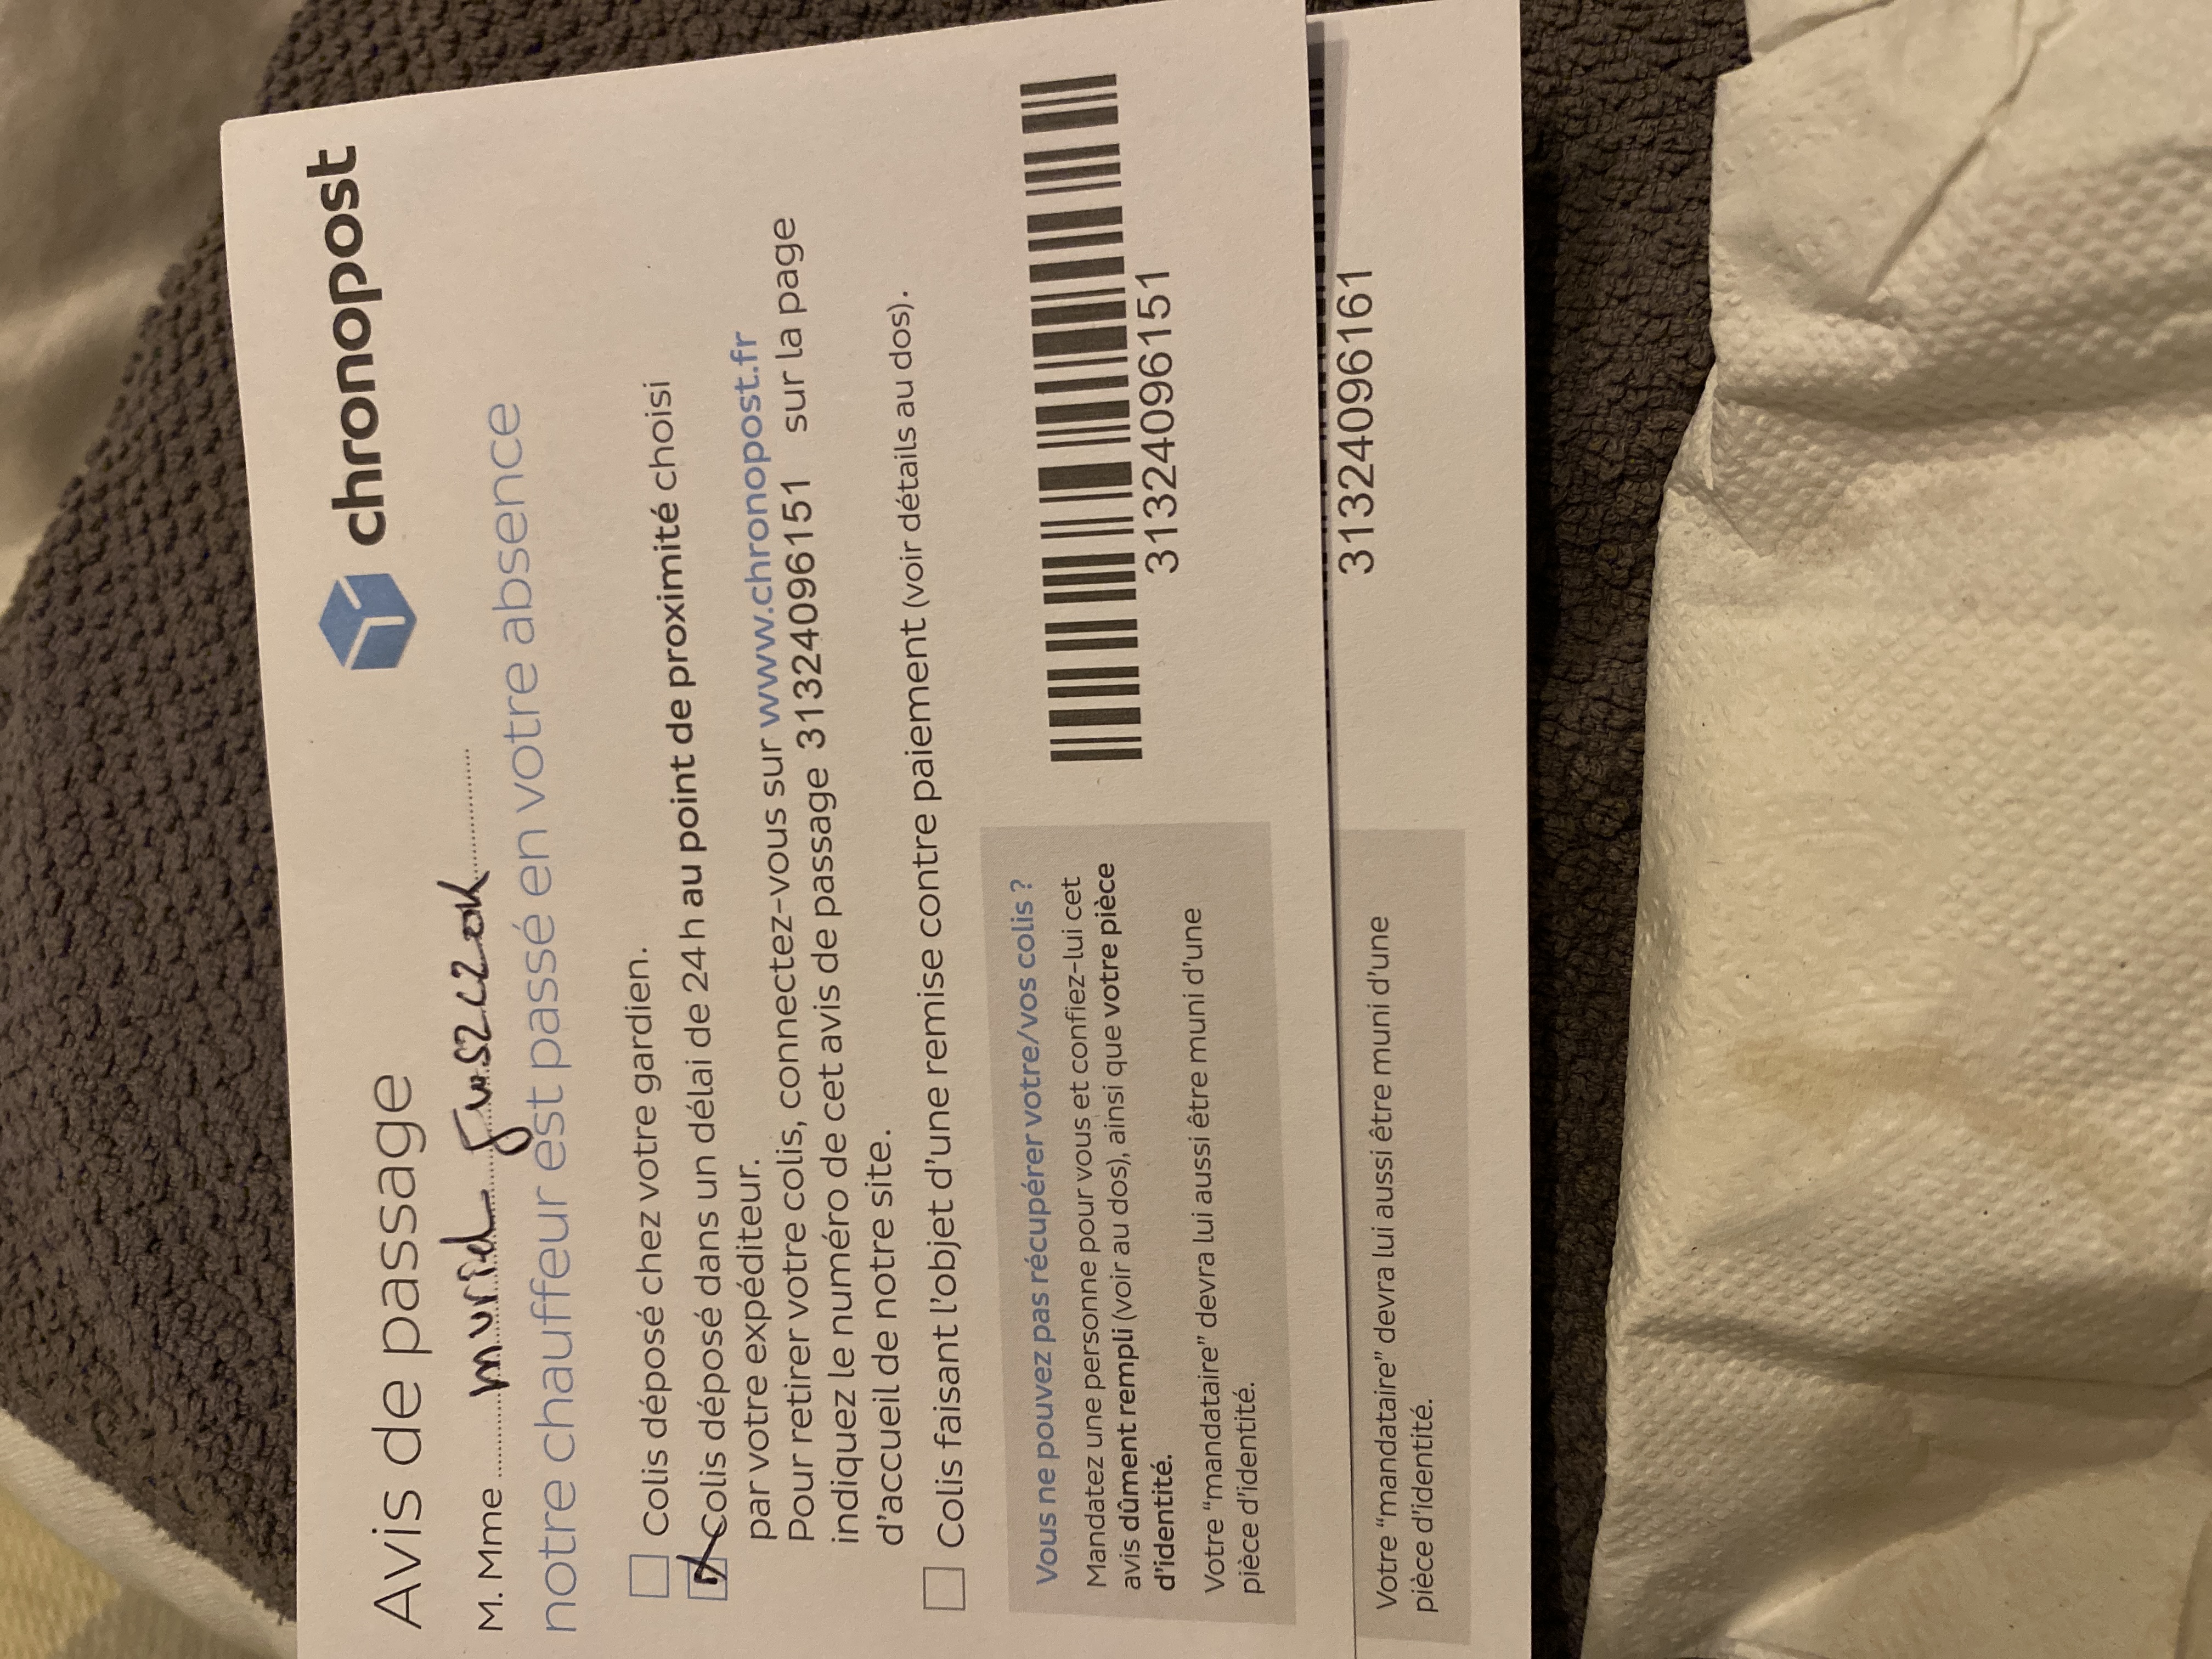 chronopost
Avis de passage
M. Mme muriel
notre chauffeur est passé en votre absence
Colis déposé chez votre gardien.
Colis déposé dans un délai de 24h au point de proximité choisi
par votre expéditeur.
Pour retirer votre colis, connectez-vous sur www.chronopost.fr
indiquez le numéro de cet avis de passage 31324096151 sur la page
d'accueil de notre site.
Colis faisant l'objet d'une remise contre paiement (voir détails au dos).
Vous ne pouvez pas récupérer votre/vos colis ?
Mandatez une personne pour vous et confiez-lui cet
avis dûment rempli (voir au dos), ainsi que votre pièce
d'identité.
Votre “mandataire” devra lui aussi être muni d'une
pièce d'identité.
31324096151
Votre “mandataire” devra lui aussi être muni d'une
pièce d'identité.
31324096161